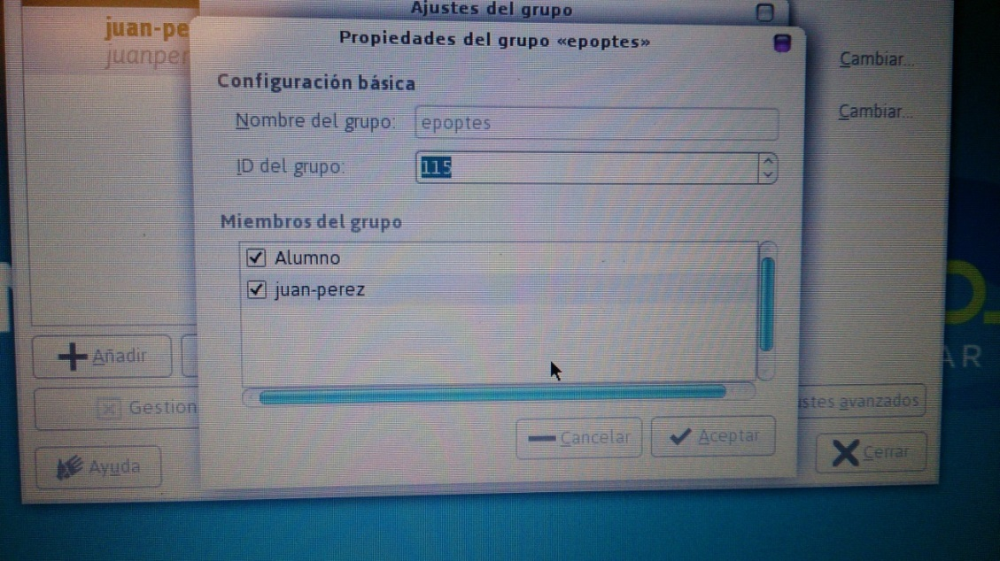 Ajustes del grupo
juan-pe
juanper
Propiedades del grupo «epoptes»
Cambiar...
Configuración básica
Nombre del grupo: epoptes
Cambiar...
ID del grupo: 115
Miembros del grupo
Alumno
juan-perez
Añadir
AR
Gestion
stes avanzados
Cancelar
Aceptar
Cerrar
Ayuda